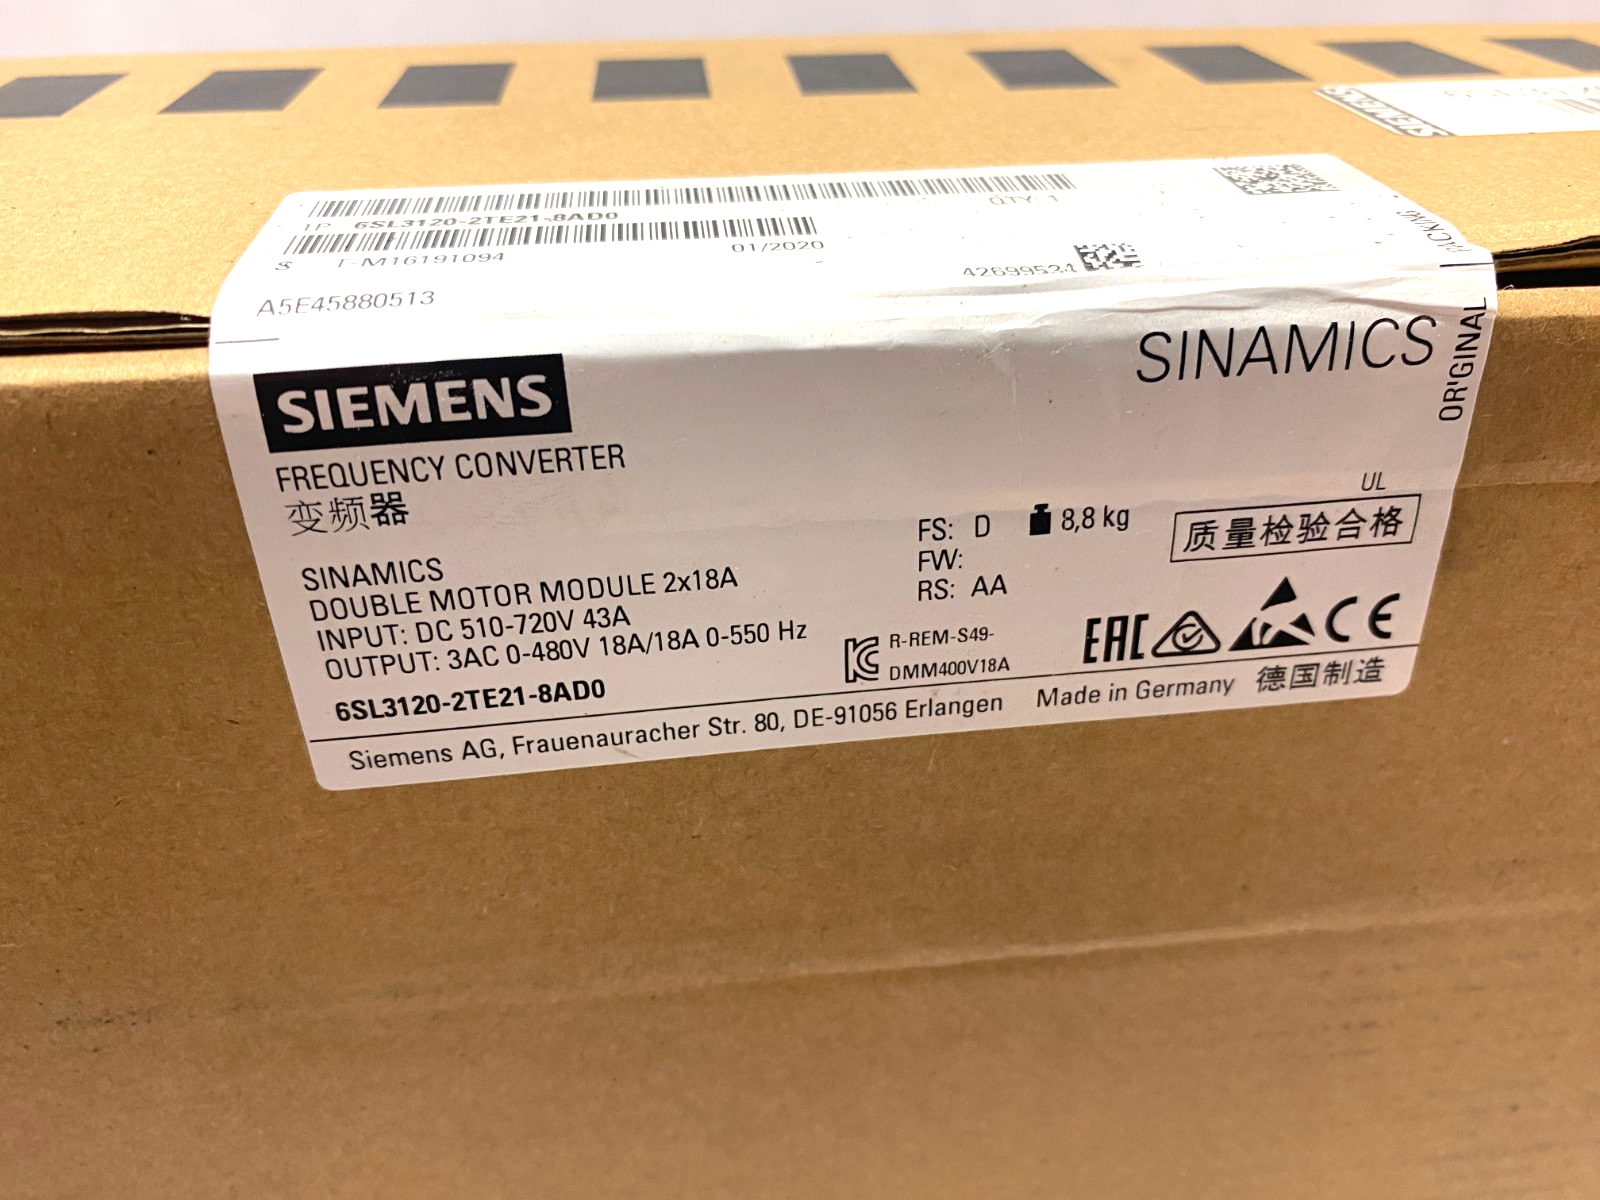 1P 6SL3120-2TE21-8AD0
QTY 1
S T-M16191094
01/2020
42699524
A5E45880513
ORIGINAL
PACKING
SIEMENS
SINAMICS
FREQUENCY CONVERTER
变频器
SINAMICS
DOUBLE MOTOR MODULE 2x18A
INPUT: DC 510-720V 43A
OUTPUT: 3AC 0-480V 18A/18A 0-550 Hz
6SL3120-2TE21-8AD0
FS: D 8,8 kg
FW:
RS: AA
UL
质量检验合格
R-REM-S49-
DMM400V18A
EAC
CE
Siemens AG, Frauenauracher Str. 80, DE-91056 Erlangen Made in Germany 德国制造
SIEMENS